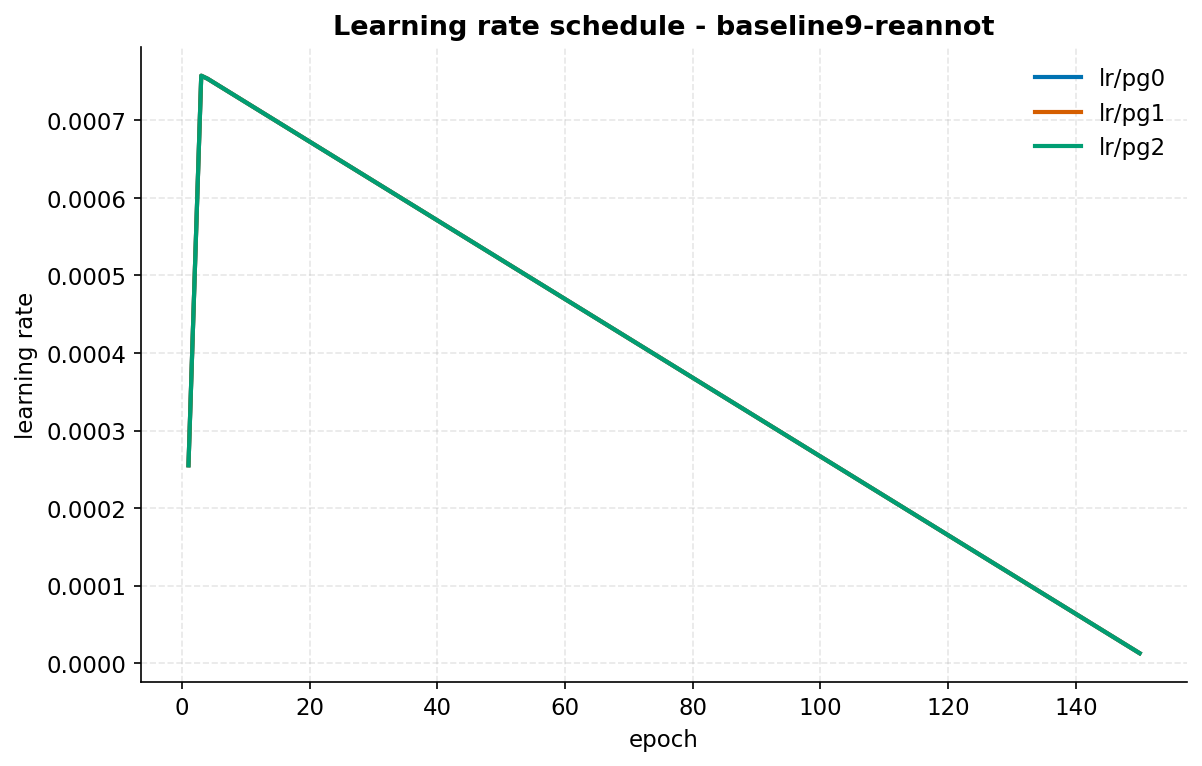 Learning rate schedule - baseline9-reannot
lr/pg0
lr/pg1
lr/pg2
learning rate
0.0007
0.0006
0.0005
0.0004
0.0003
0.0002
0.0001
0.0000
0 20 40 60 80 100 120 140
epoch